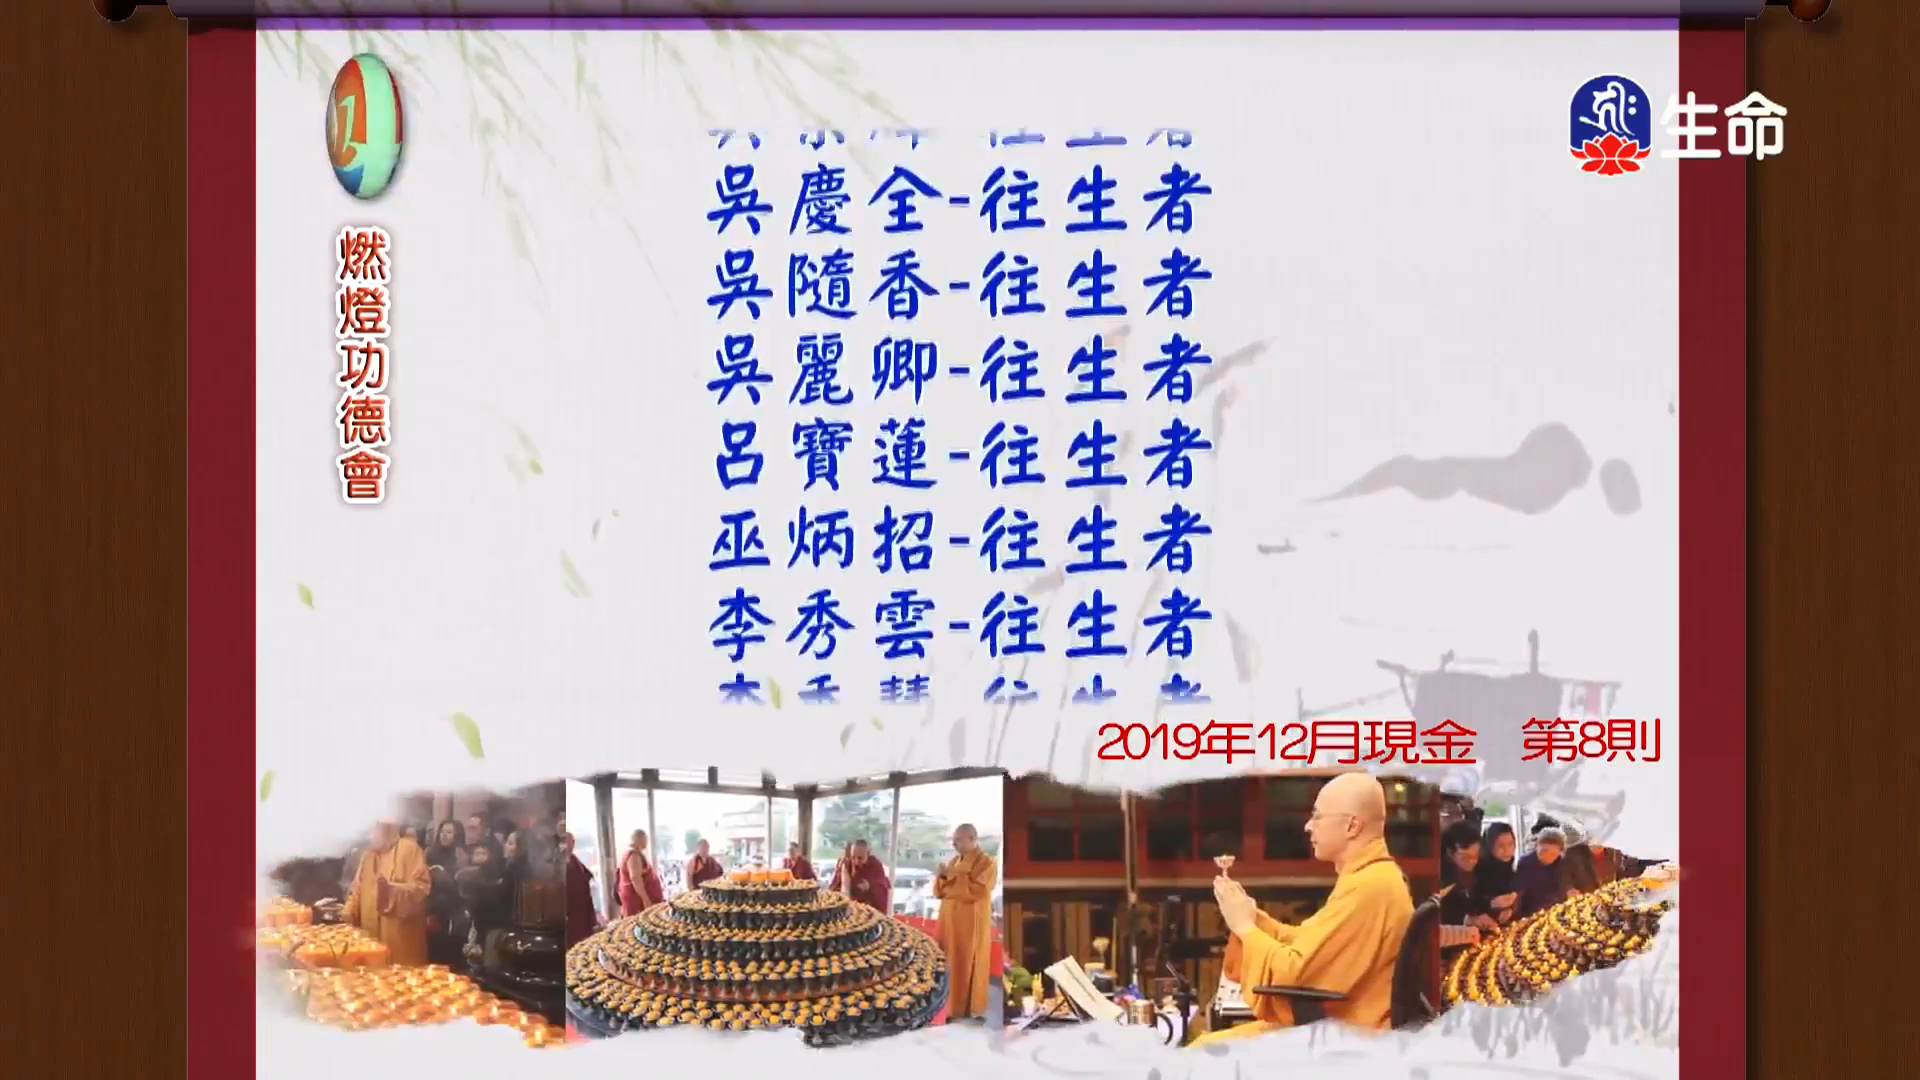 生命
燃燈功德會
吳慶全-往生者
吳隨香-往生者
吳麗卿-往生者
呂寶蓮-往生者
巫炳招-往生者
李秀雲-往生者
2019年12月現金 第8則